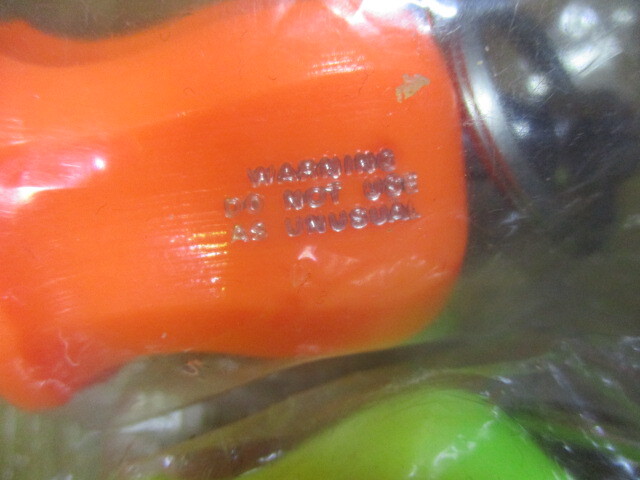 WARNING
DO NOT USE
AS UNUSUAL